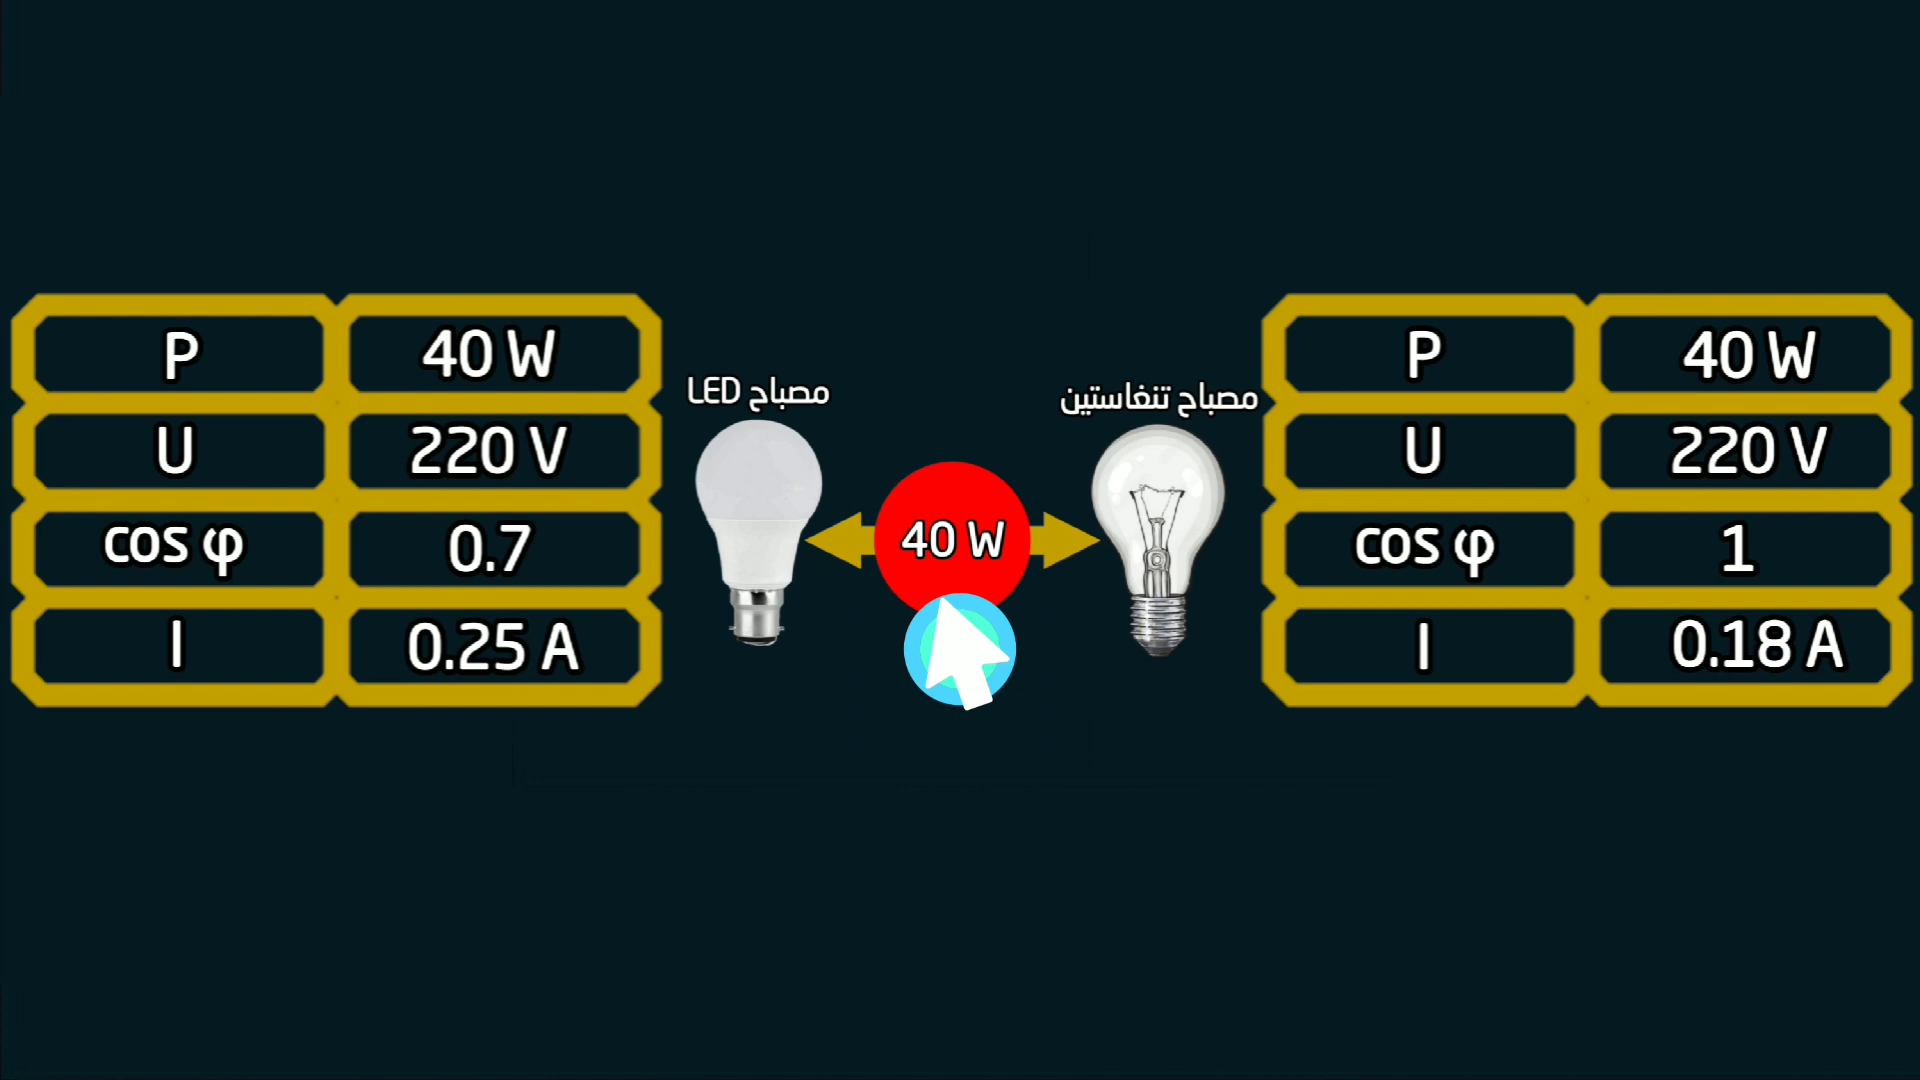 P 40 W
U 220 V
cos φ 0.7
I 0.25 A
مصباح LED
40 W
مصباح تنغاستين
P 40 W
U 220 V
cos φ 1
I 0.18 A